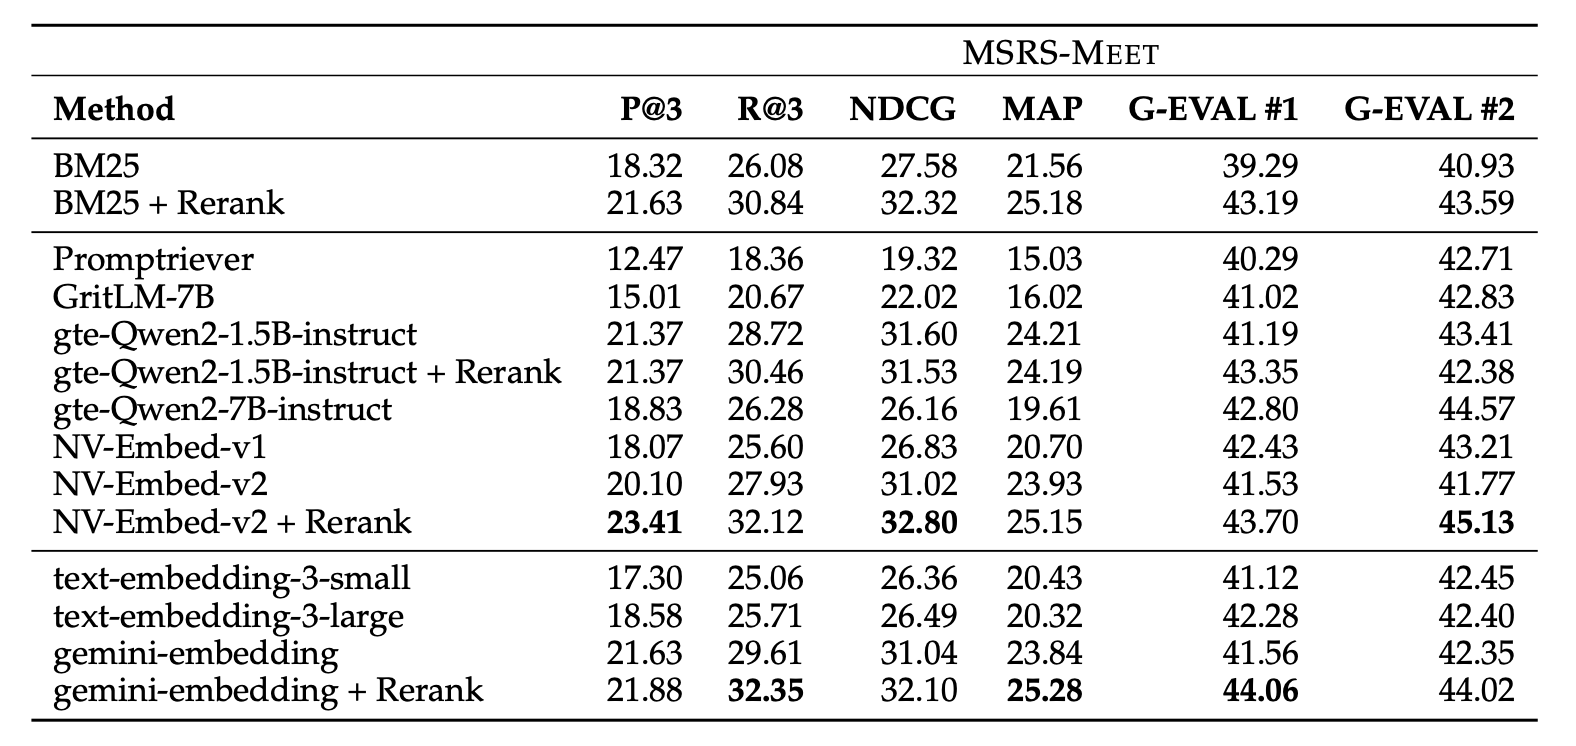 MSRS-MEET
Method P@3 R@3 NDCG MAP G-EVAL #1 G-EVAL #2
BM25 18.32 26.08 27.58 21.56 39.29 40.93
BM25 + Rerank 21.63 30.84 32.32 25.18 43.19 43.59
Promptriever 12.47 18.36 19.32 15.03 40.29 42.71
GritLM-7B 15.01 20.67 22.02 16.02 41.02 42.83
gte-Qwen2-1.5B-instruct 21.37 28.72 31.60 24.21 41.19 43.41
gte-Qwen2-1.5B-instruct + Rerank 21.37 30.46 31.53 24.19 43.35 42.38
gte-Qwen2-7B-instruct 18.83 26.28 26.16 19.61 42.80 44.57
NV-Embed-v1 18.07 25.60 26.83 20.70 42.43 43.21
NV-Embed-v2 20.10 27.93 31.02 23.93 41.53 41.77
NV-Embed-v2 + Rerank 23.41 32.12 32.80 25.15 43.70 45.13
text-embedding-3-small 17.30 25.06 26.36 20.43 41.12 42.45
text-embedding-3-large 18.58 25.71 26.49 20.32 42.28 42.40
gemini-embedding 21.63 29.61 31.04 23.84 41.56 42.35
gemini-embedding + Rerank 21.88 32.35 32.10 25.28 44.06 44.02